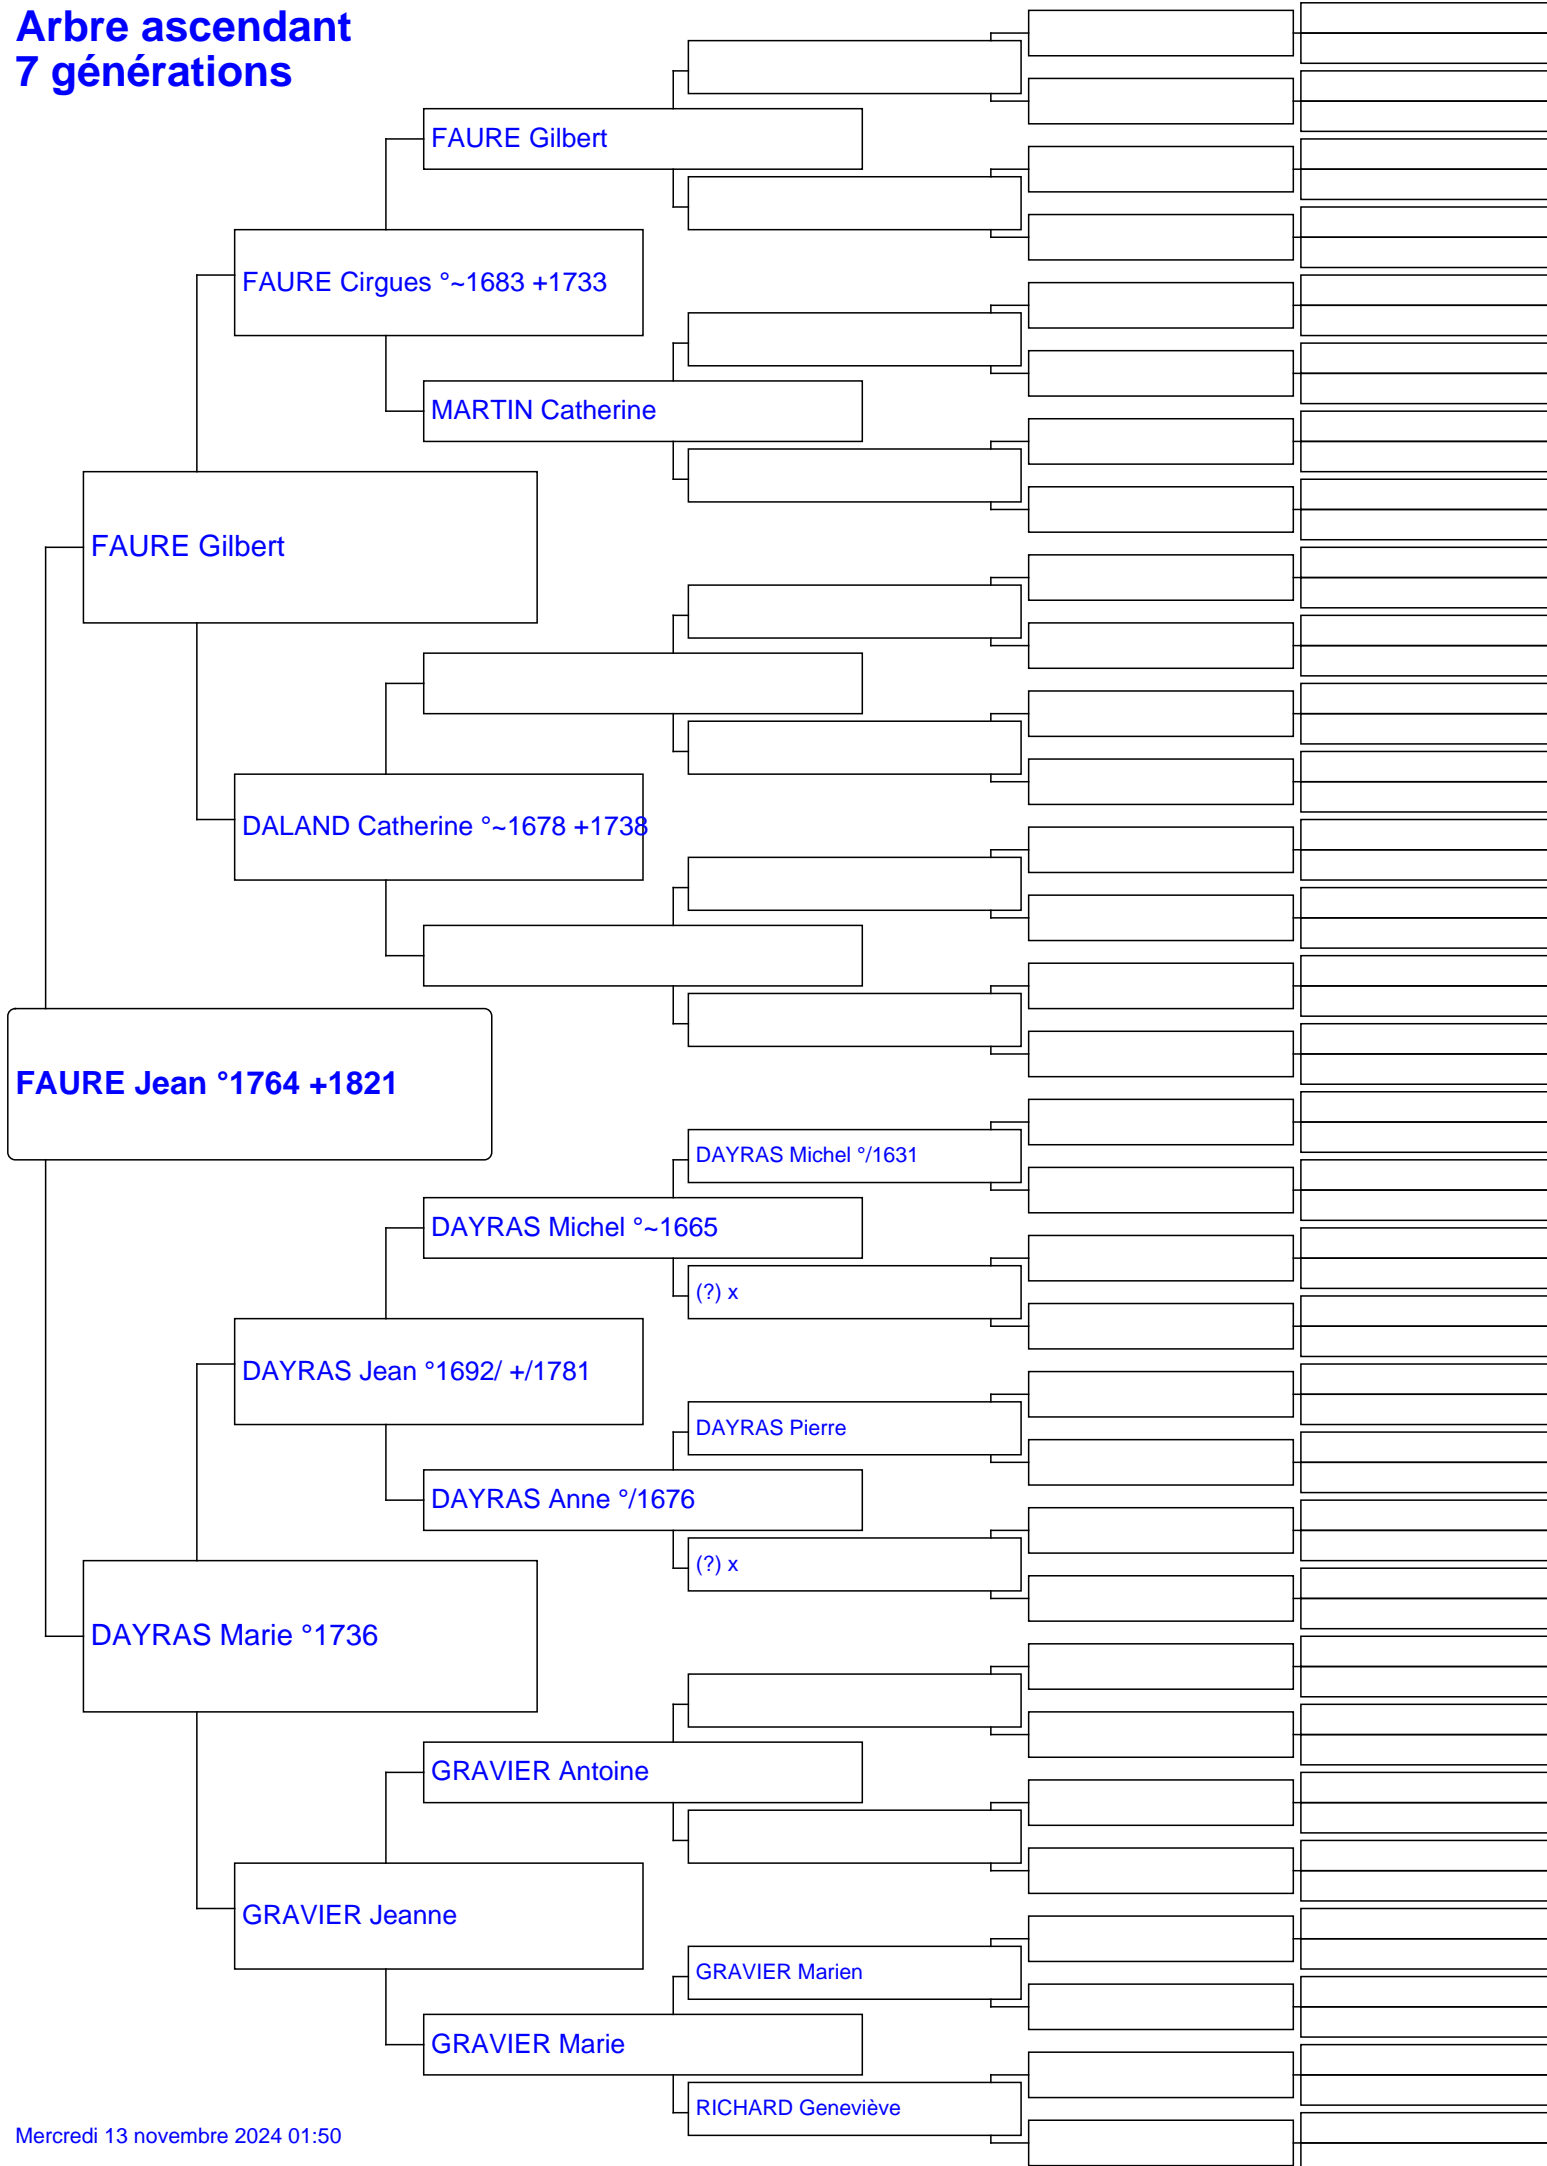 Arbre ascendant
7 générations
FAURE Gilbert
FAURE Cirgues °~1683 +1733
MARTIN Catherine
FAURE Gilbert
DALAND Catherine °~1678 +1738
FAURE Jean °1764 +1821
DAYRAS Michel °/1631
DAYRAS Michel °~1665
(?) x
DAYRAS Jean °1692/ +/1781
DAYRAS Pierre
DAYRAS Anne °/1676
(?) x
DAYRAS Marie °1736
GRAVIER Antoine
GRAVIER Jeanne
GRAVIER Marien
GRAVIER Marie
RICHARD Geneviève
Mercredi 13 novembre 2024 01:50